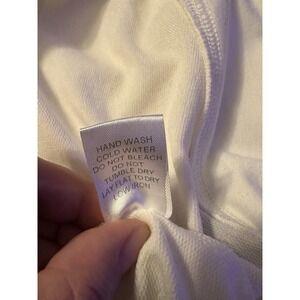 HAND WASH
COLD WATER
DO NOT BLEACH
DO NOT
TUMBLE DRY
LAY FLAT TO DRY
LOW IRON